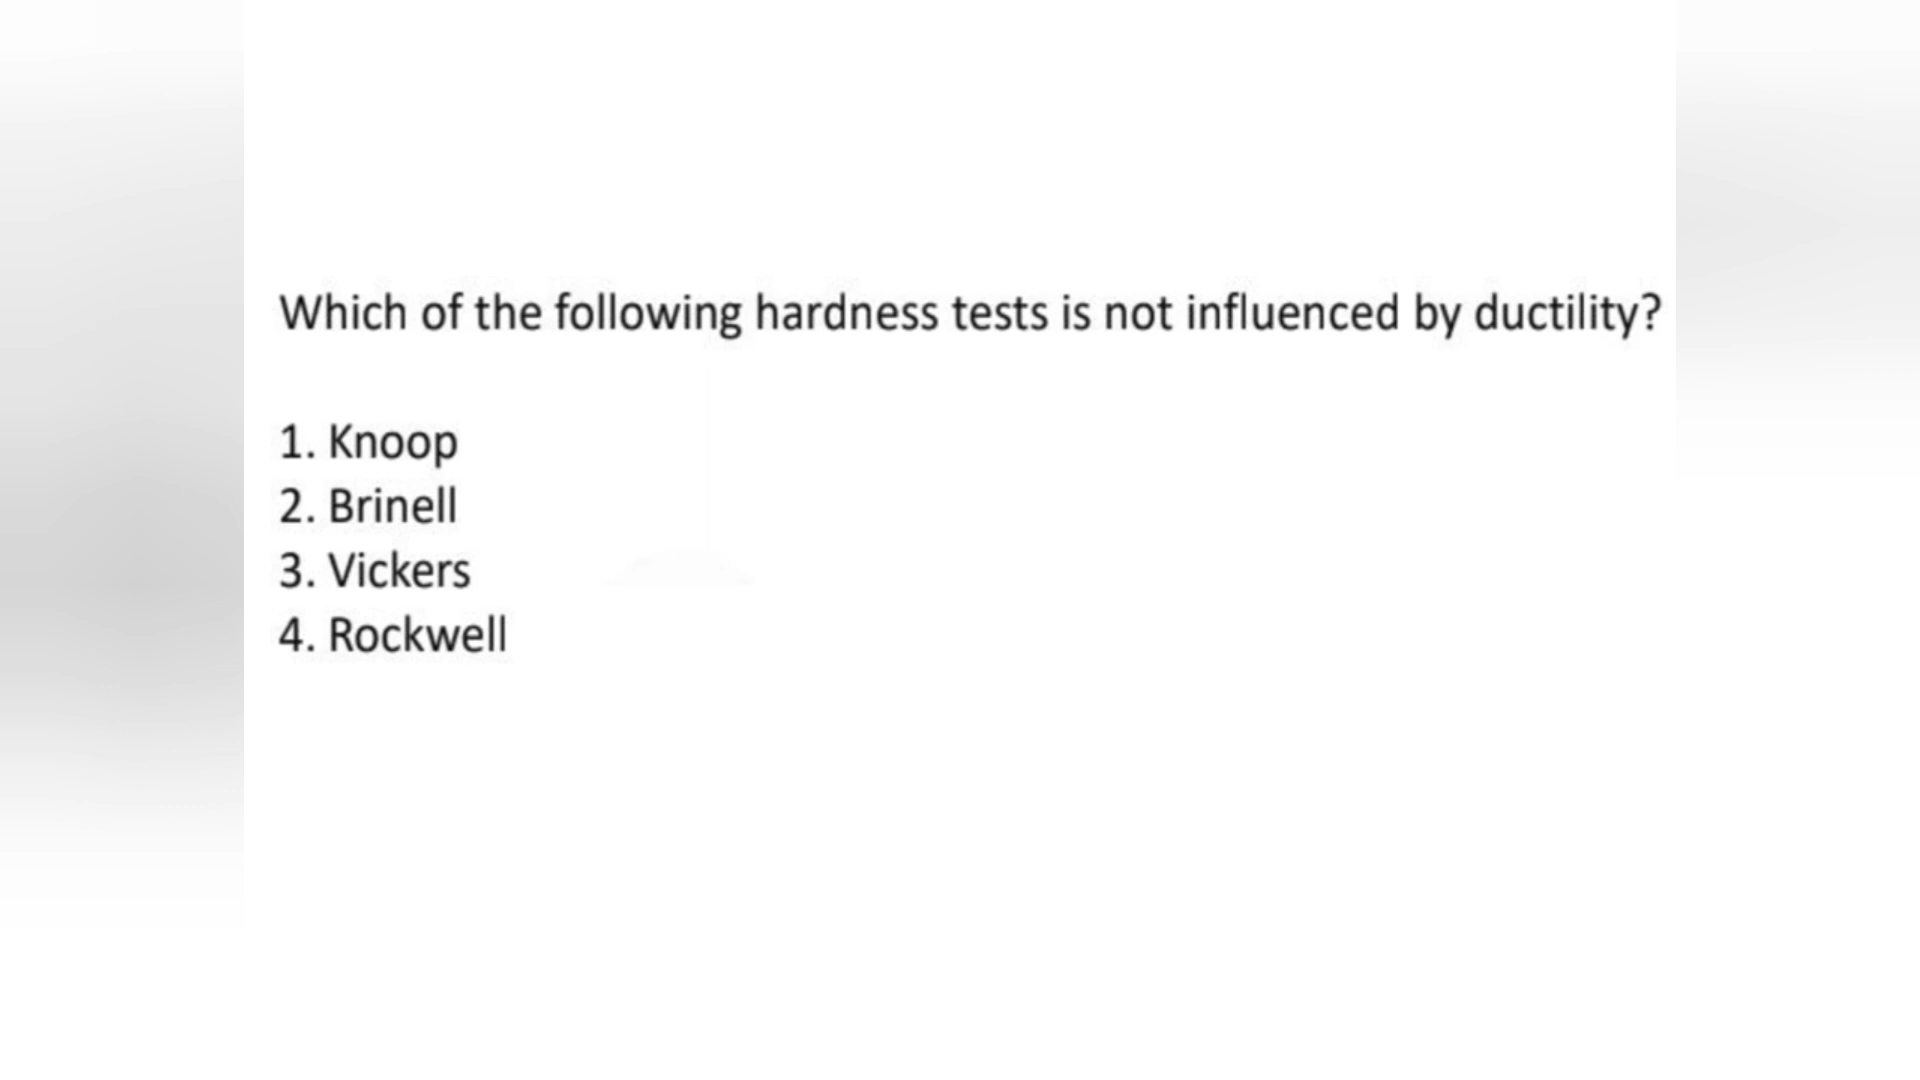 Which of the following hardness tests is not influenced by ductility?
1. Knoop
2. Brinell
3. Vickers
4. Rockwell